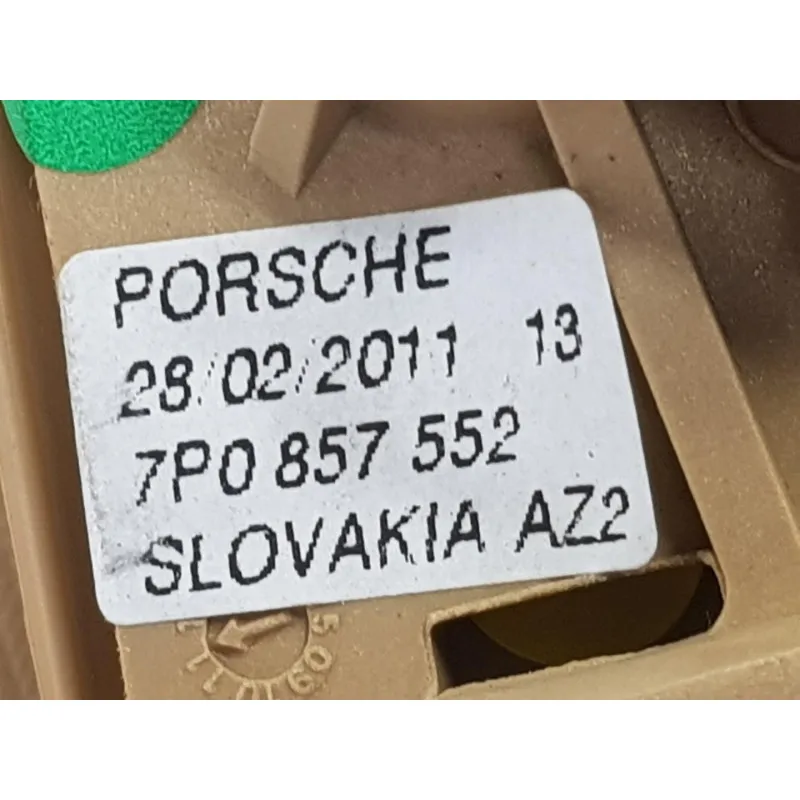 PORSCHE
28/02/2011 13
7P0 857 552
SLOVAKIA AZ2